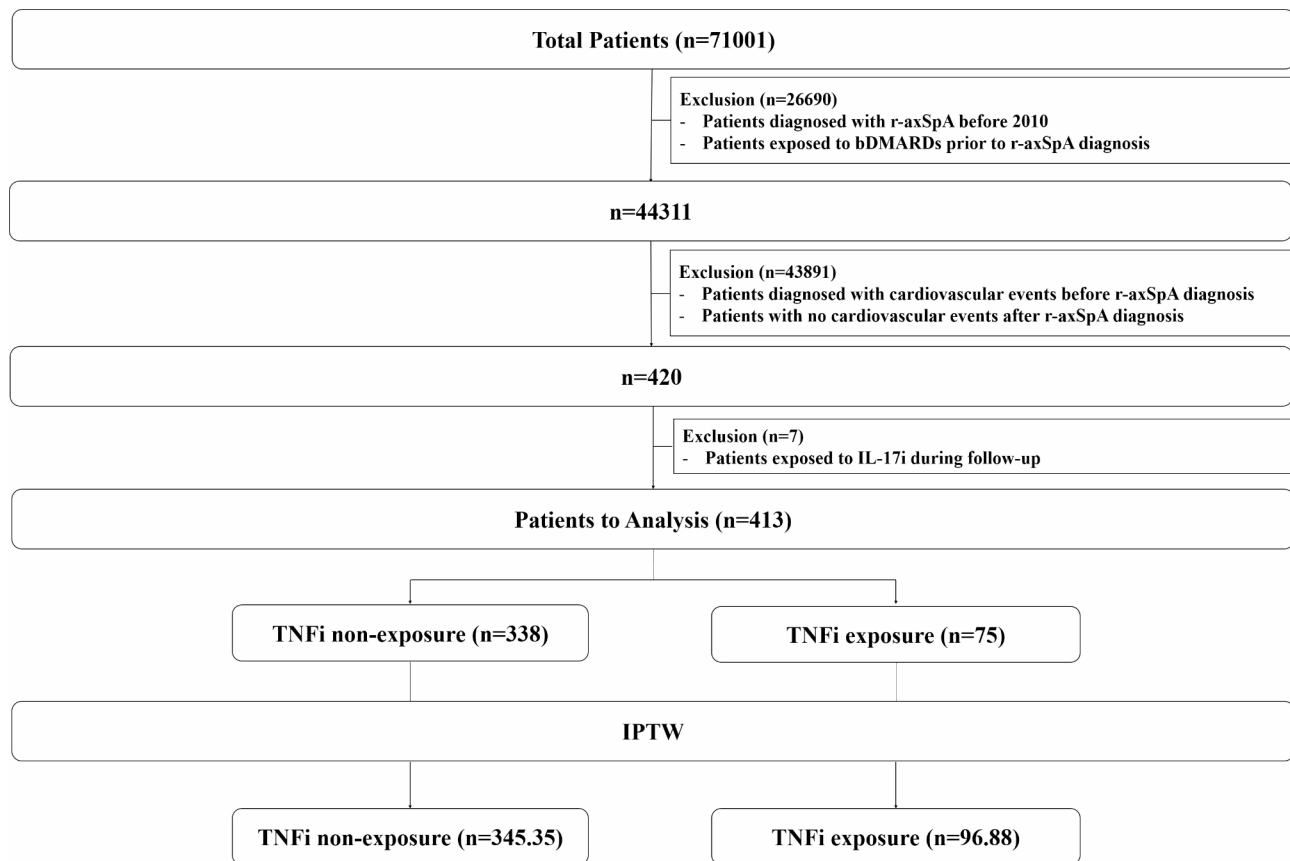 Total Patients (n=71001)
Exclusion (n=26690)
- Patients diagnosed with r-axSpA before 2010
- Patients exposed to bDMARDs prior to r-axSpA diagnosis
n=44311
Exclusion (n=43891)
- Patients diagnosed with cardiovascular events before r-axSpA diagnosis
- Patients with no cardiovascular events after r-axSpA diagnosis
n=420
Exclusion (n=7)
- Patients exposed to IL-17i during follow-up
Patients to Analysis (n=413)
TNFi non-exposure (n=338)
TNFi exposure (n=75)
IPTW
TNFi non-exposure (n=345.35)
TNFi exposure (n=96.88)